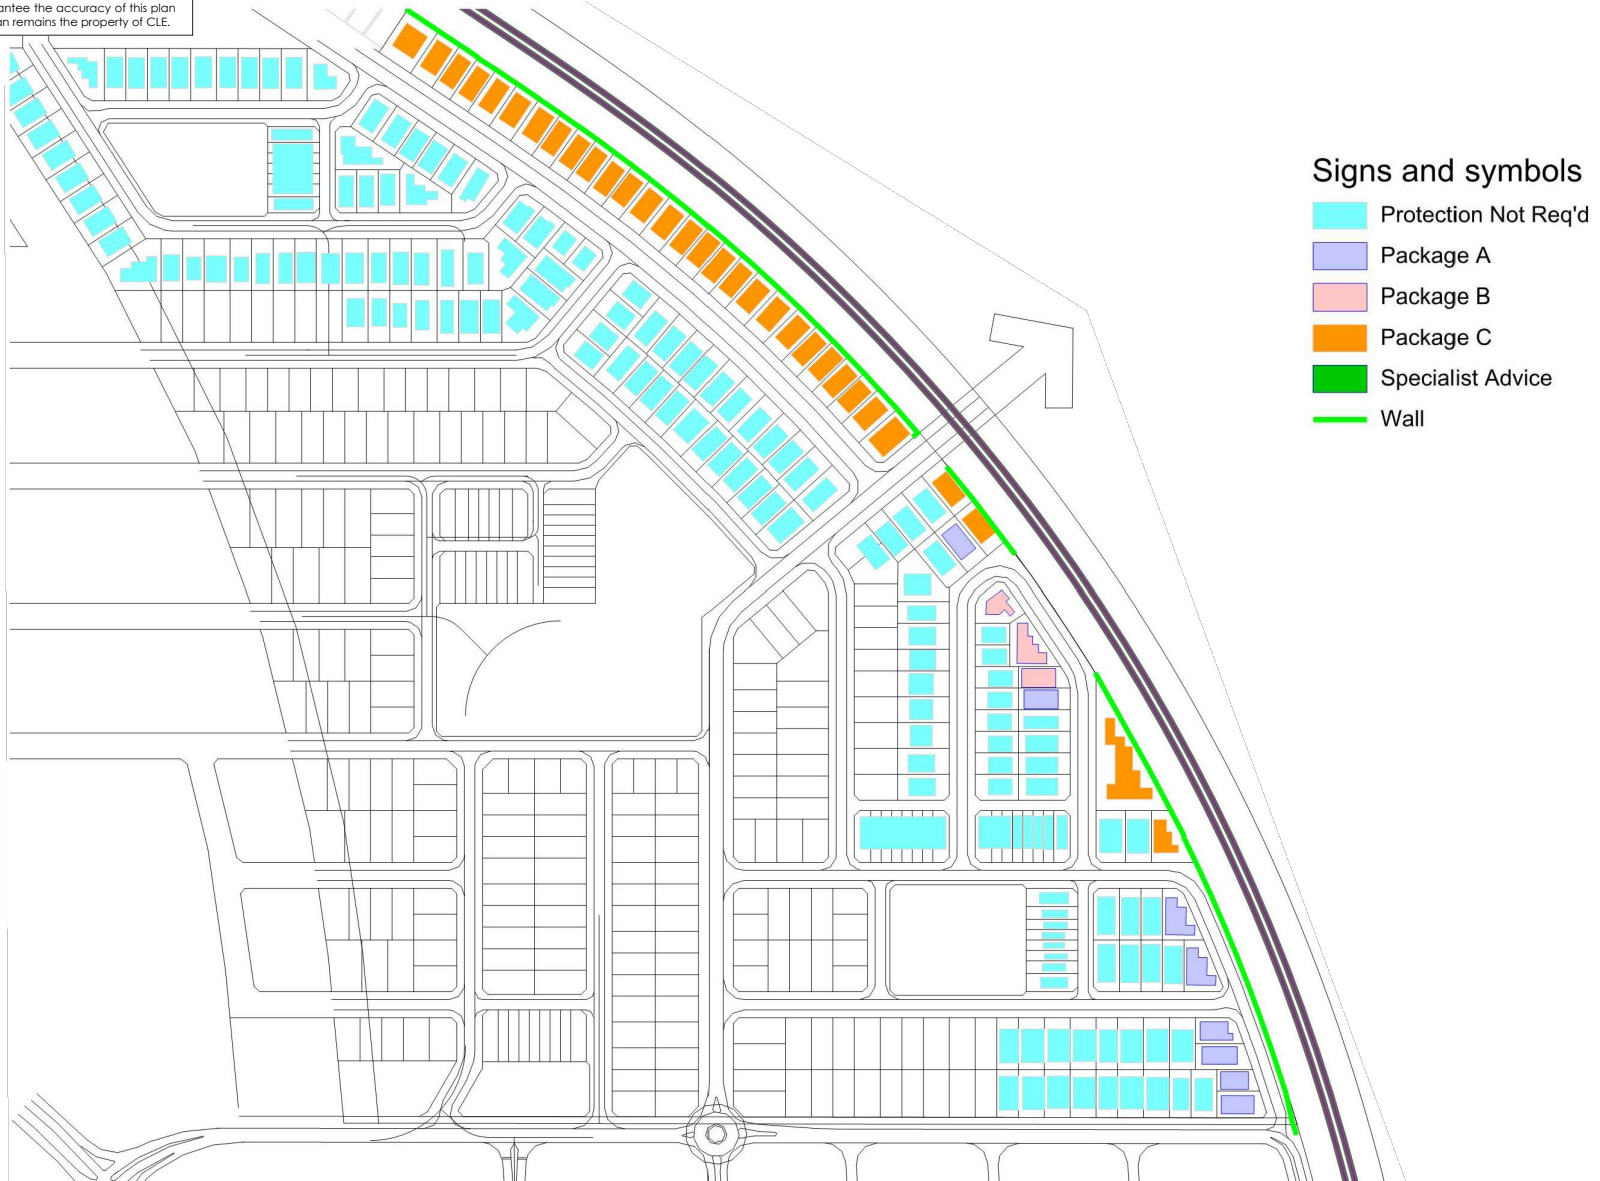 antee the accuracy of this plan
an remains the property of CLE.
Signs and symbols
Protection Not Req'd
Package A
Package B
Package C
Specialist Advice
Wall